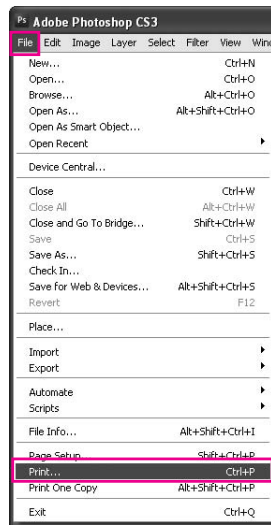 Ps Adobe Photoshop CS3
File Edit Image Layer Select Filter View
New... Ctrl+N
Open... Ctrl+O
Browse... Alt+Ctrl+O
Open As... Alt+Shift+Ctrl+O
Open As Smart Object...
Open Recent
Device Central...
Close Ctrl+W
Close All Alt+Ctrl+W
Close and Go To Bridge... Shift+Ctrl+W
Save Ctrl+S
Save As... Shift+Ctrl+S
Check In...
Save for Web & Devices... Alt+Shift+Ctrl+S
Revert F12
Place...
Import
Export
Automate
Scripts
File Info... Alt+Shift+Ctrl+I
Page Setup... Shift+Ctrl+P
Print... Ctrl+P
Print One Copy Alt+Shift+Ctrl+P
Exit Ctrl+Q